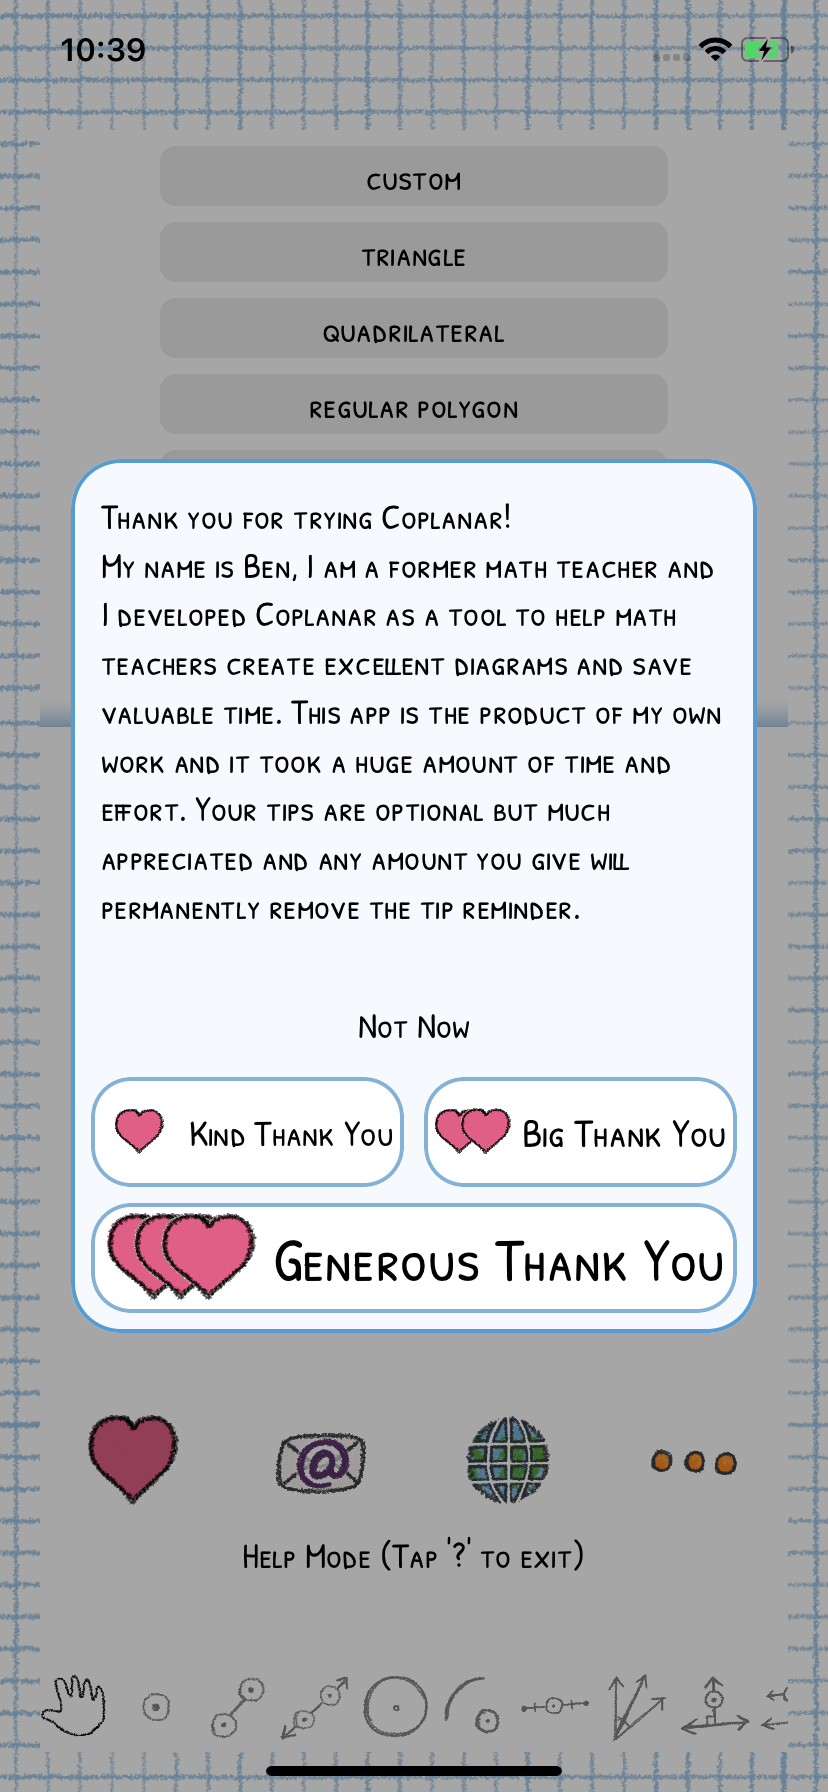 10:39
CUSTOM
TRIANGLE
QUADRILATERAL
REGULAR POLYGON
Thank you for trying Coplanar!
My name is Ben, I am a former math teacher and
I developed Coplanar as a tool to help math
teachers create excellent diagrams and save
valuable time. This app is the product of my own
work and it took a huge amount of time and
effort. Your tips are optional but much
appreciated and any amount you give will
permanently remove the tip reminder.
Not Now
Kind Thank You
Big Thank You
Generous Thank You
@
Help Mode (Tap '?' to exit)